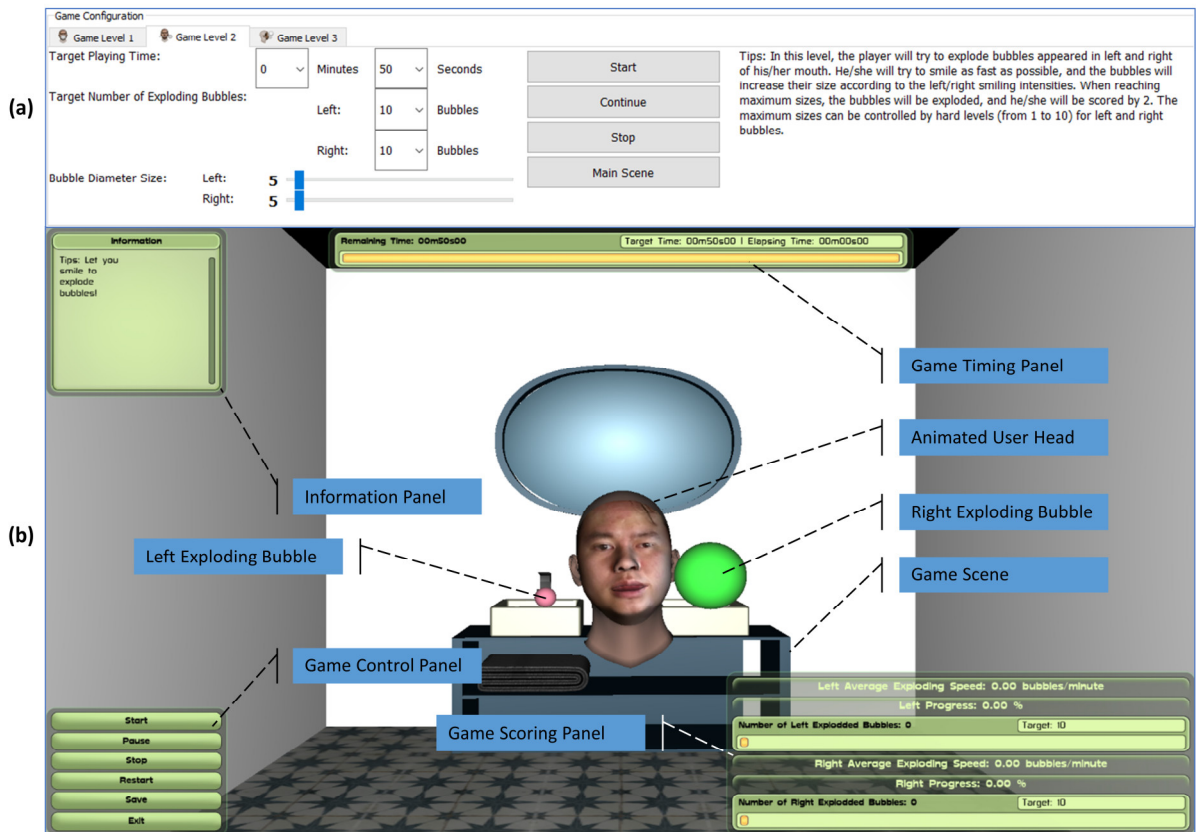 Game Configuration
Game Level 1
Game Level 2
Game Level 3
Target Playing Time:
0
Minutes
50
Seconds
Target Number of Exploding Bubbles:
Left:
10
Bubbles
Right:
10
Bubbles
Bubble Diameter Size:
Left:
5
Right:
5
Start
Continue
Stop
Main Scene
Tips: In this level, the player will try to explode bubbles appeared in left and right
of his/her mouth. He/she will try to smile as fast as possible, and the bubbles will
increase their size according to the left/right smiling intensities. When reaching
maximum sizes, the bubbles will be exploded, and he/she will be scored by 2. The
maximum sizes can be controlled by hard levels (from 1 to 10) for left and right
bubbles.
(a)
Information
Tips: Let you
smile to
explode
bubbles!
Remaining Time: 00m50s00
Target Time: 00m50s00 | Elapsing Time: 00m00s00
Game Timing Panel
Animated User Head
Information Panel
Right Exploding Bubble
(b)
Left Exploding Bubble
Game Scene
Game Control Panel
Game Scoring Panel
Start
Pause
Stop
Restart
Save
Exit
Left Average Exploding Speed: 0.00 bubbles/minute
Left Progress: 0.00 %
Number of Left Explodded Bubbles: 0
Target: 10
Right Average Exploding Speed: 0.00 bubbles/minute
Right Progress: 0.00 %
Number of Right Explodded Bubbles: 0
Target: 10